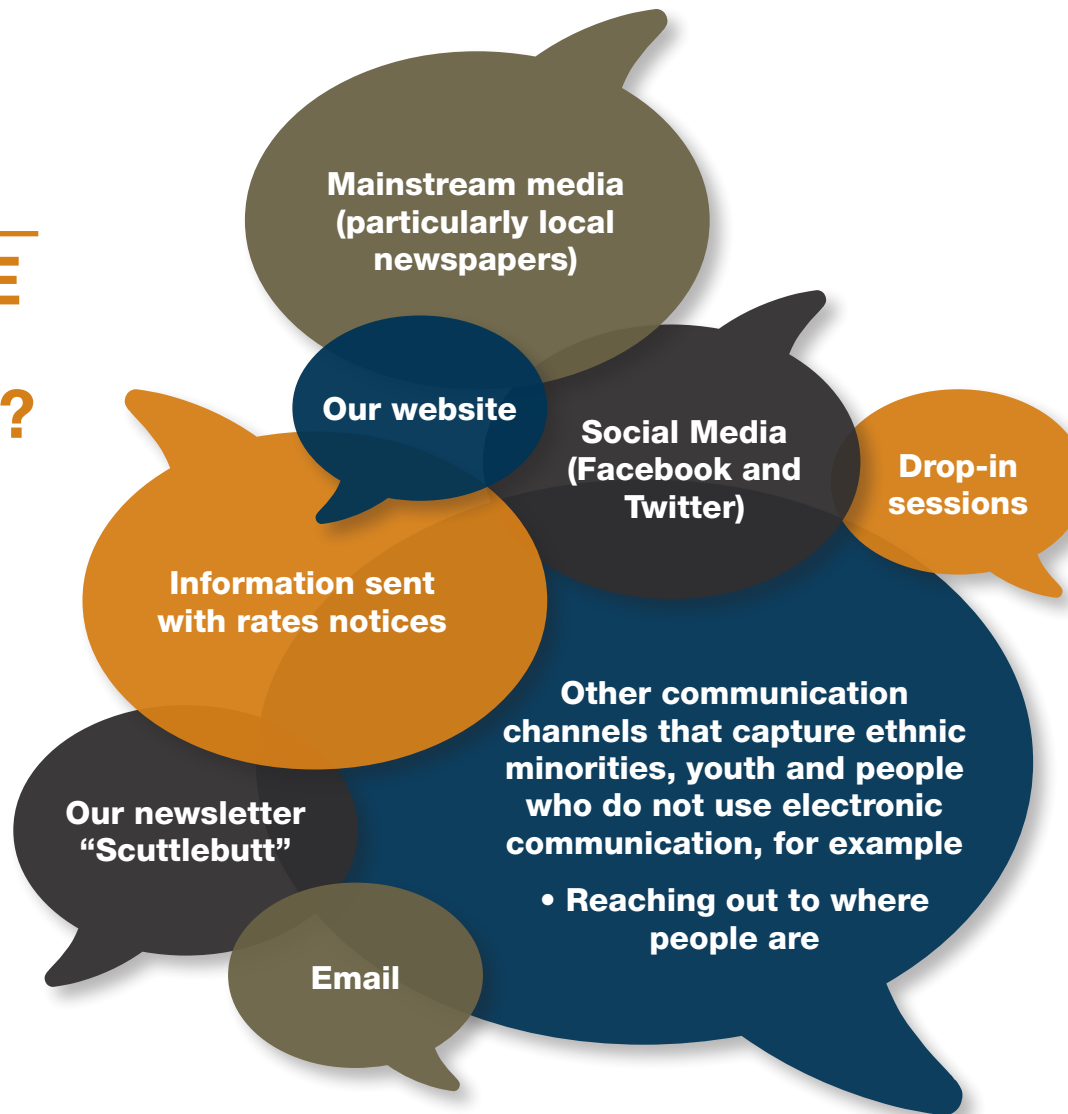 E
?
Mainstream media
(particularly local
newspapers)
Our website
Social Media
(Facebook and
Twitter)
Drop-in
sessions
Information sent
with rates notices
Other communication
channels that capture ethnic
minorities, youth and people
who do not use electronic
communication, for example
• Reaching out to where
people are
Our newsletter
“Scuttlebutt”
Email